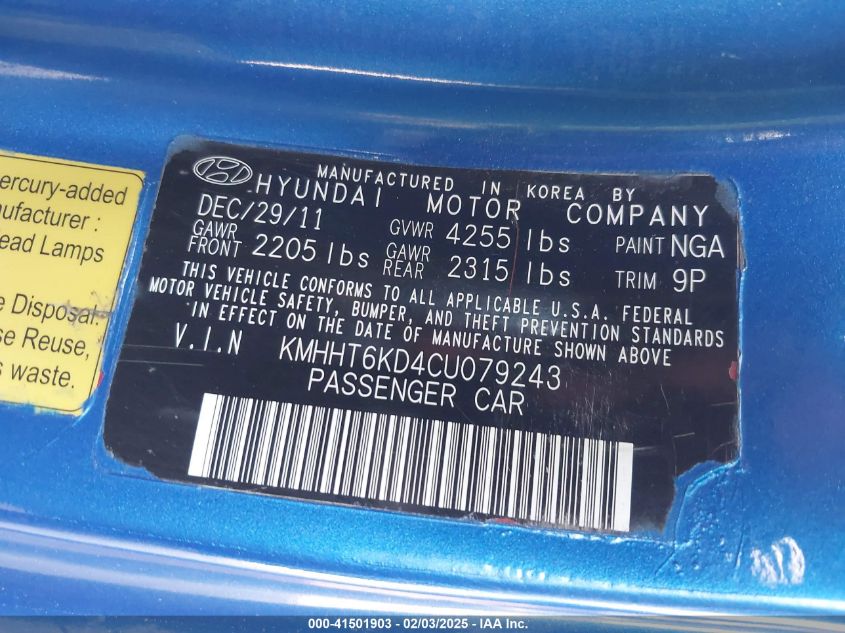 MANUFACTURED IN KOREA BY
HYUNDAI MOTOR COMPANY
DEC/29/11
GVWR 4255 lbs PAINT NGA
GAWR FRONT 2205 lbs GAWR REAR 2315 lbs TRIM 9P
THIS VEHICLE CONFORMS TO ALL APPLICABLE U.S.A. FEDERAL
MOTOR VEHICLE SAFETY, BUMPER, AND THEFT PREVENTION STANDARDS
IN EFFECT ON THE DATE OF MANUFACTURE SHOWN ABOVE
V.I.N KMHHT6KD4CU079243
PASSENGER CAR
ercury-added
nufacturer :
ead Lamps
e Disposal.
se Reuse,
s waste.
000-41501903 - 02/03/2025 - IAA Inc.